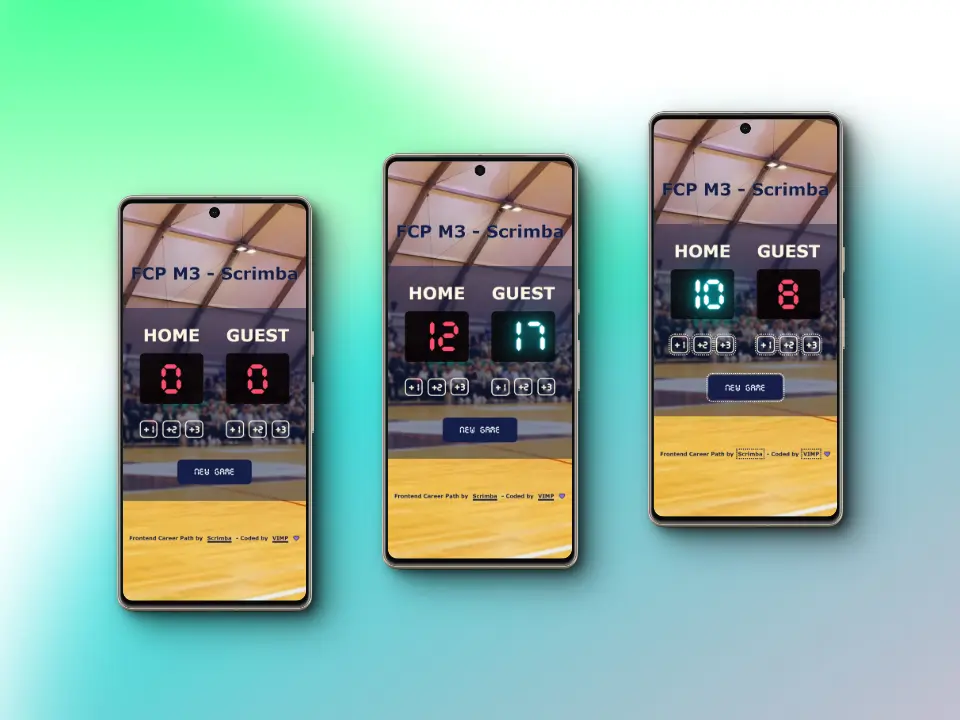 FCP M3 - Scrimba
HOME GUEST
0 0
+1 +2 +3 +1 +2 +3
NEW GAME
Frontend Career Path by Scrimba - Coded by VIMP
FCP M3 - Scrimba
HOME GUEST
12 17
+1 +2 +3 +1 +2 +3
NEW GAME
Frontend Career Path by Scrimba - Coded by VIMP
FCP M3 - Scrimba
HOME GUEST
10 8
+1 +2 +3 +1 +2 +3
NEW GAME
Frontend Career Path by Scrimba - Coded by VIMP